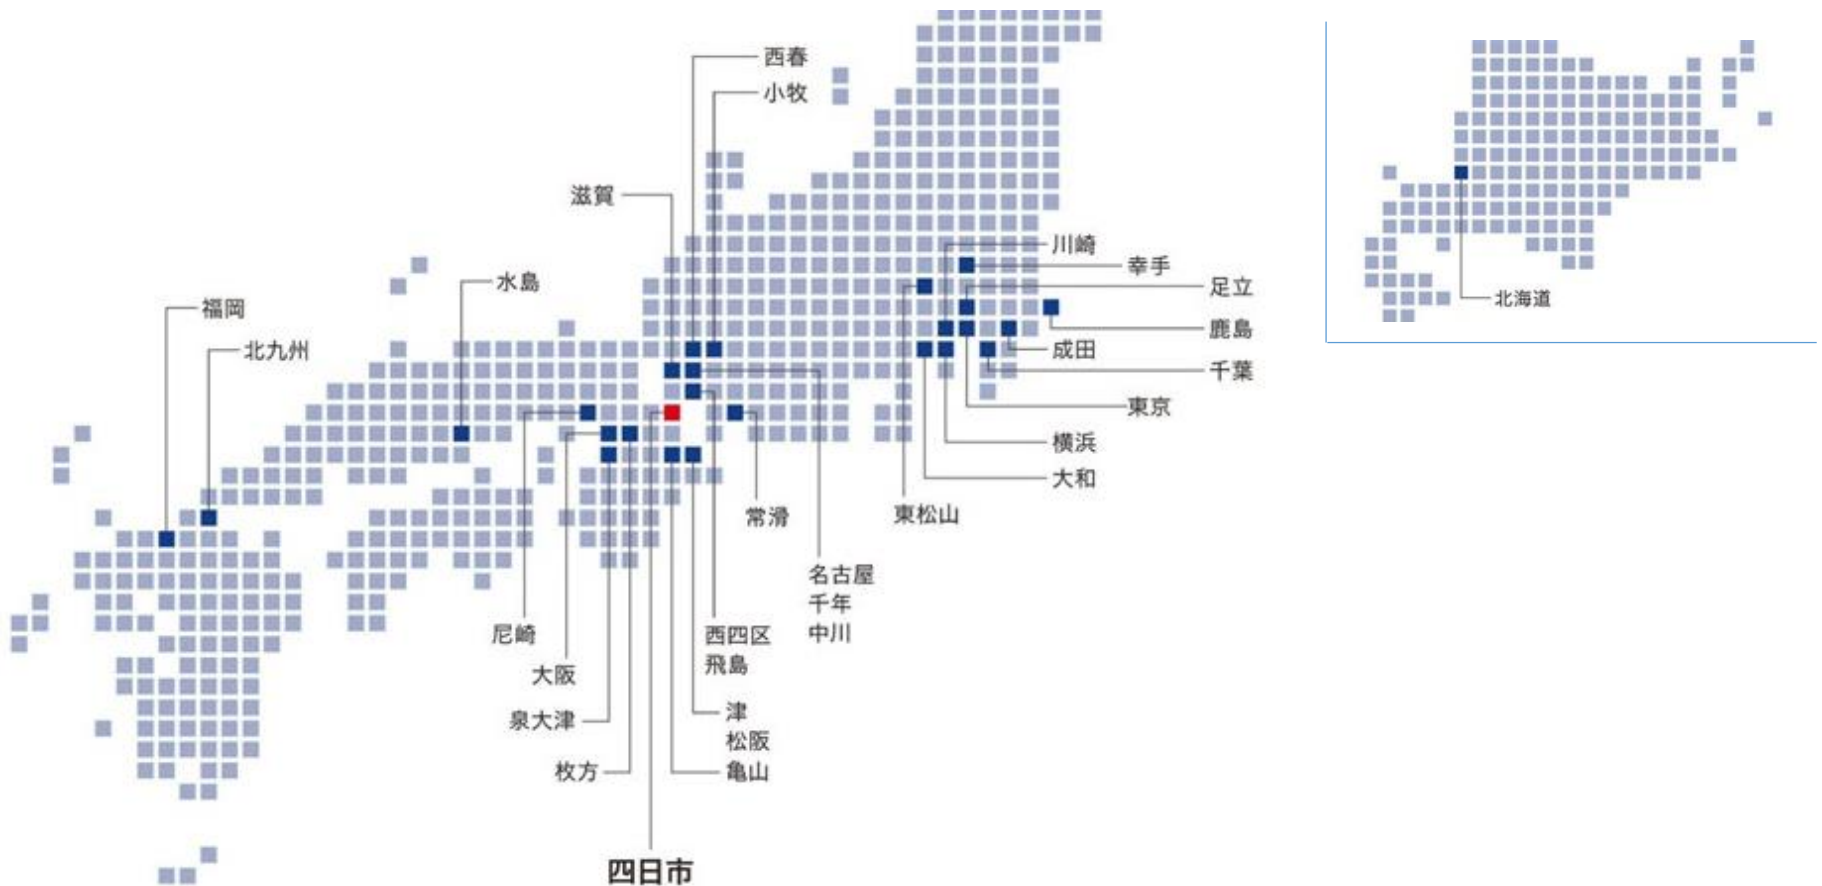 西春
小牧
滋賀
川崎
幸手
水島
足立
北海道
福岡
鹿島
北九州
成田
千葉
東京
横浜
大和
常滑
東松山
名古屋
千年
中川
尼崎
西四区
飛島
大阪
津
泉大津
松阪
枚方
亀山
四日市